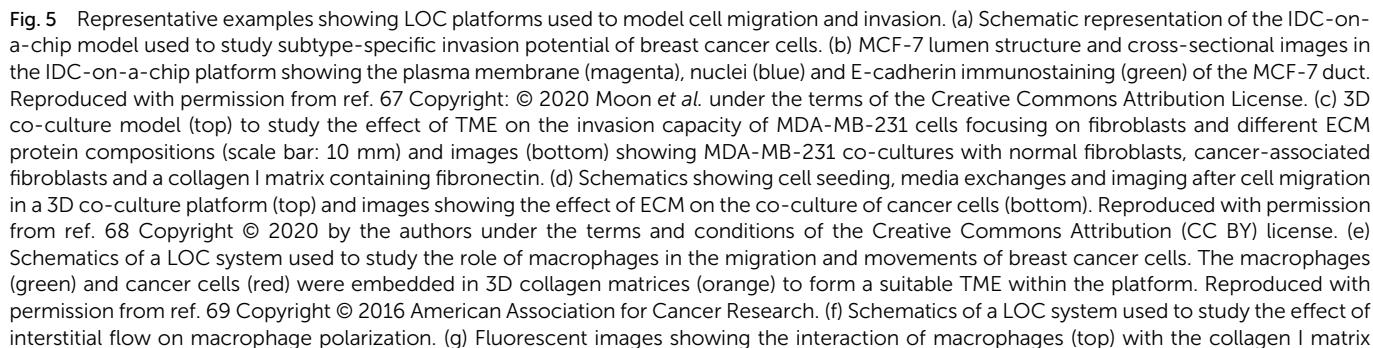 Fig. 5 Representative examples showing LOC platforms used to model cell migration and invasion. (a) Schematic representation of the IDC-on-
a-chip model used to study subtype-specific invasion potential of breast cancer cells. (b) MCF-7 lumen structure and cross-sectional images in
the IDC-on-a-chip platform showing the plasma membrane (magenta), nuclei (blue) and E-cadherin immunostaining (green) of the MCF-7 duct.
Reproduced with permission from ref. 67 Copyright: © 2020 Moon et al. under the terms of the Creative Commons Attribution License. (c) 3D
co-culture model (top) to study the effect of TME on the invasion capacity of MDA-MB-231 cells focusing on fibroblasts and different ECM
protein compositions (scale bar: 10 mm) and images (bottom) showing MDA-MB-231 co-cultures with normal fibroblasts, cancer-associated
fibroblasts and a collagen I matrix containing fibronectin. (d) Schematics showing cell seeding, media exchanges and imaging after cell migration
in a 3D co-culture platform (top) and images showing the effect of ECM on the co-culture of cancer cells (bottom). Reproduced with permission
from ref. 68 Copyright © 2020 by the authors under the terms and conditions of the Creative Commons Attribution (CC BY) license. (e)
Schematics of a LOC system used to study the role of macrophages in the migration and movements of breast cancer cells. The macrophages
(green) and cancer cells (red) were embedded in 3D collagen matrices (orange) to form a suitable TME within the platform. Reproduced with
permission from ref. 69 Copyright © 2016 American Association for Cancer Research. (f) Schematics of a LOC system used to study the effect of
interstitial flow on macrophage polarization. (g) Fluorescent images showing the interaction of macrophages (top) with the collagen I matrix